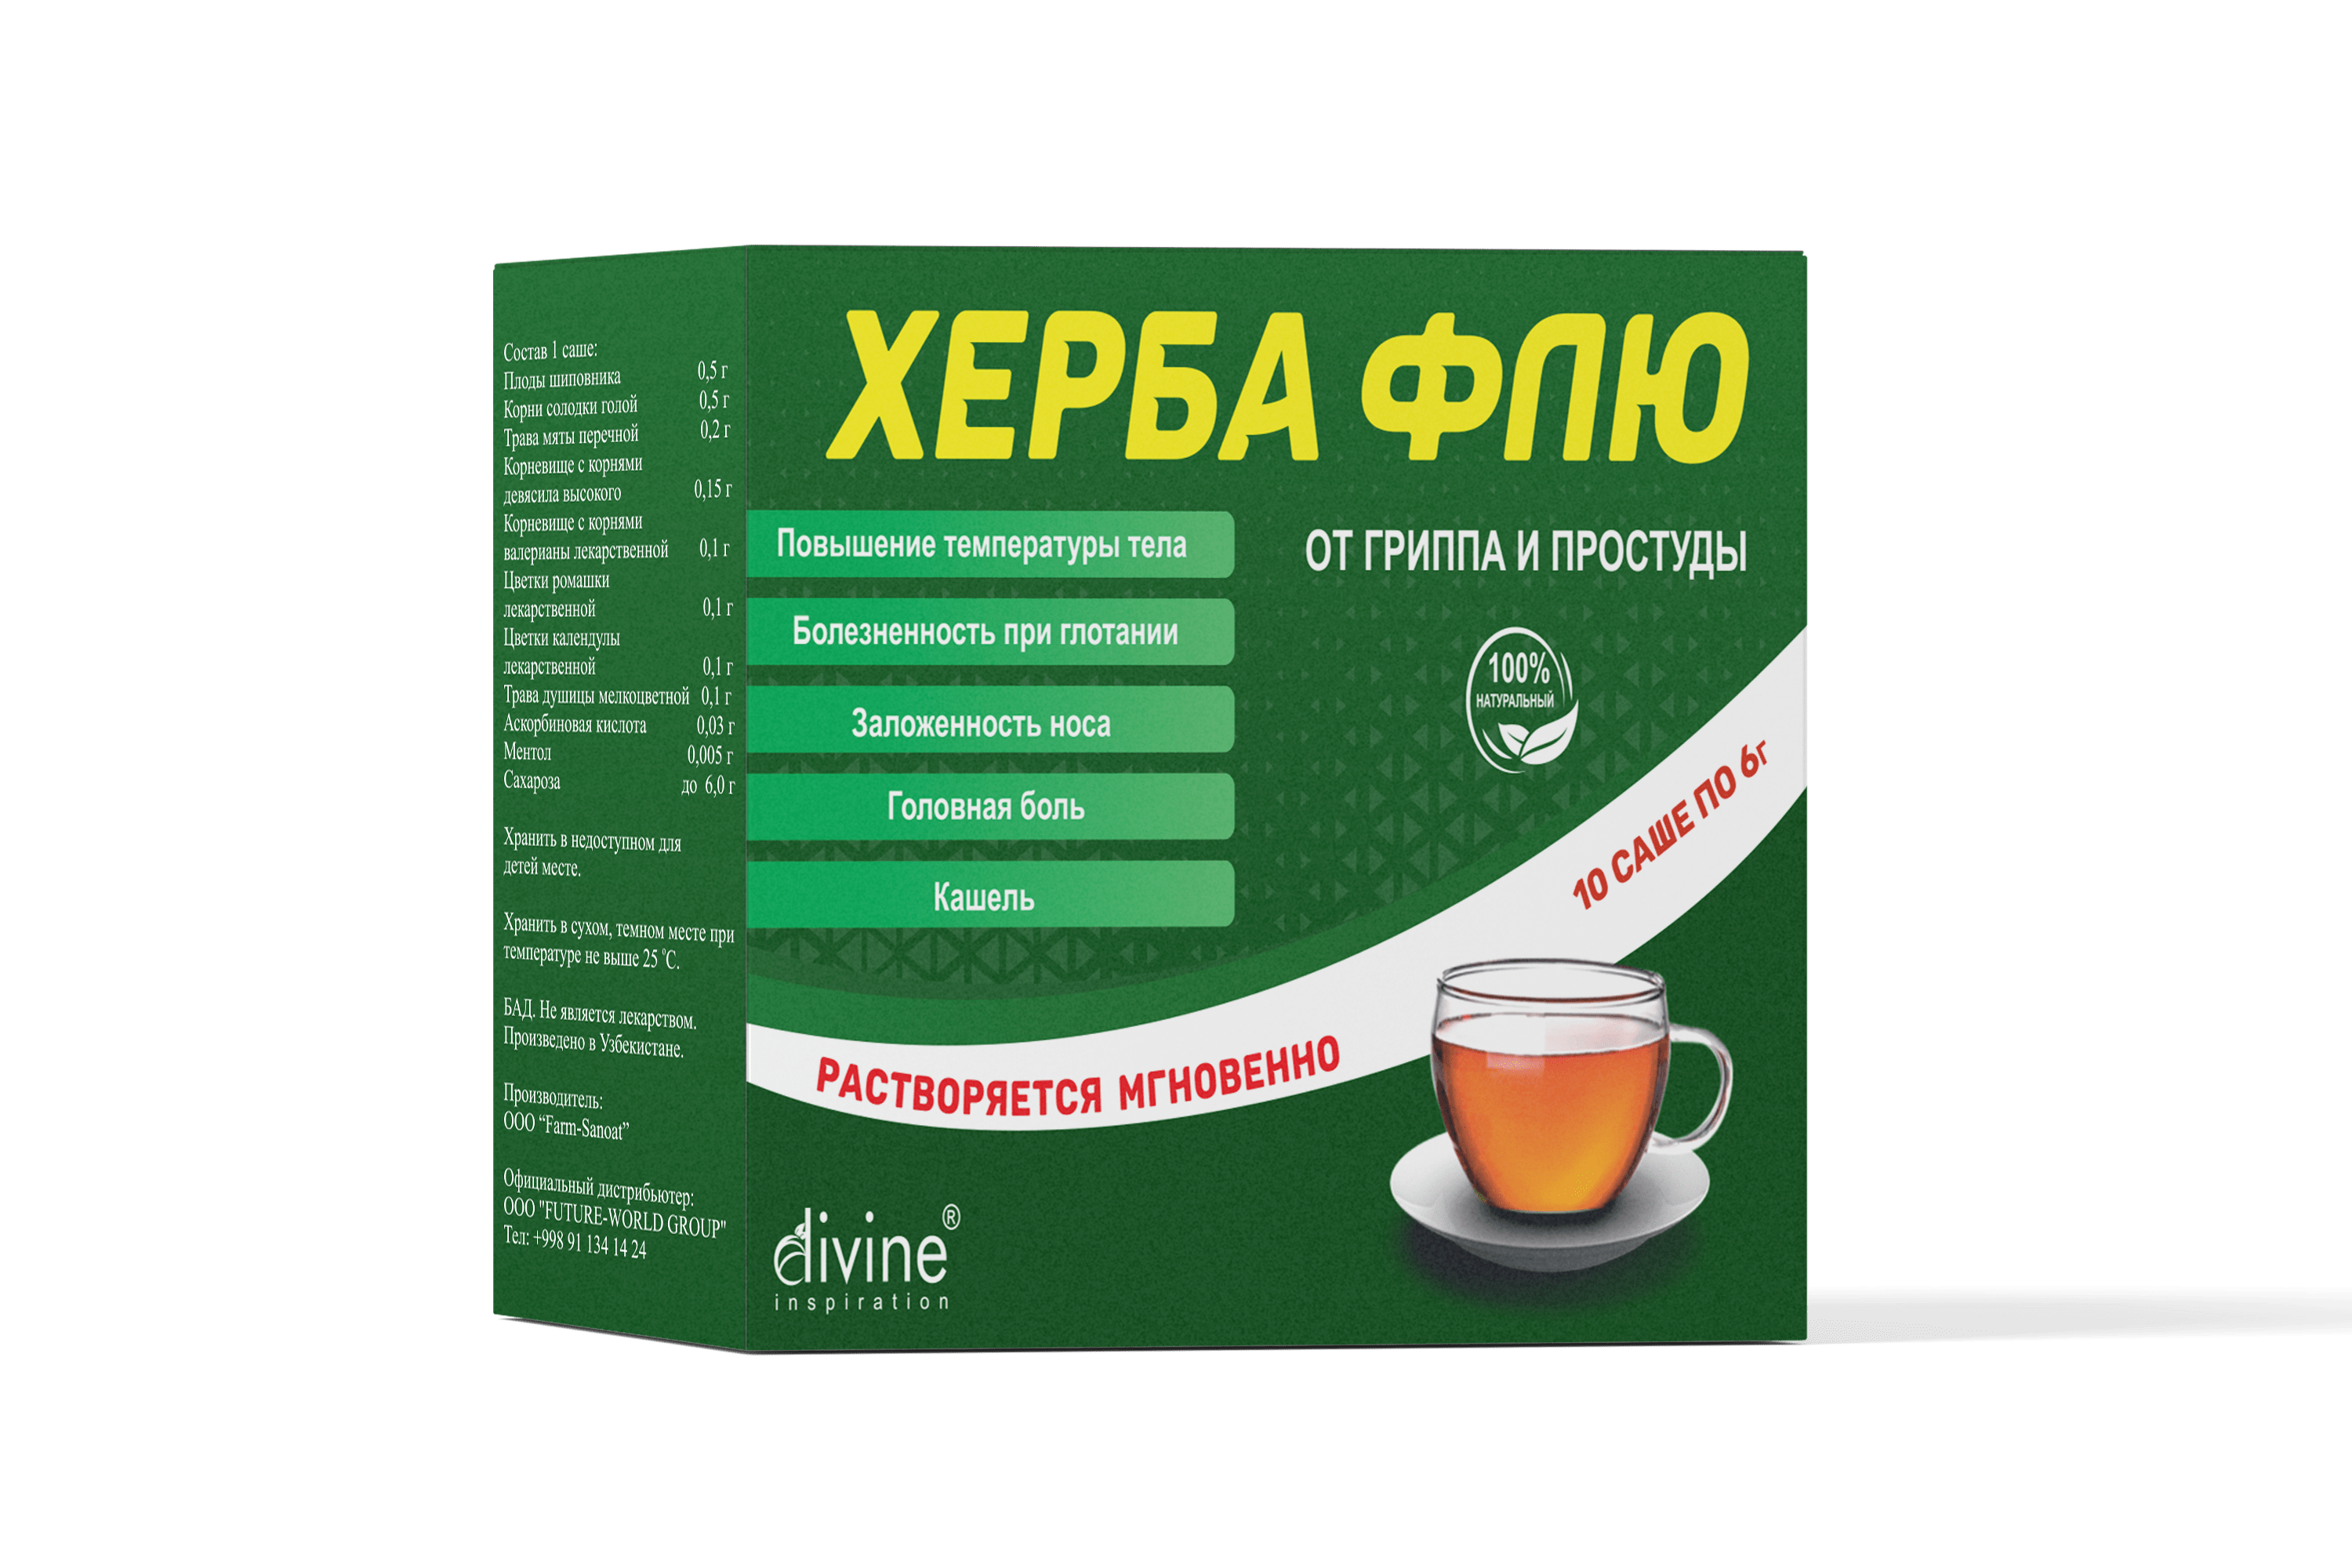 Состав 1 саше:
Плоды шиповника 0,5 г
Корни солодки голой 0,5 г
Трава мяты перечной 0,2 г
Корневище с корнями
девясила высокого 0,15 г
Корневище с корнями
валерианы лекарственной 0,1 г
Цветки ромашки
лекарственной 0,1 г
Цветки календулы
лекарственной 0,1 г
Трава душицы мелкоцветной 0,1 г
Аскорбиновая кислота 0,03 г
Ментол 0,005 г
Сахароза до 6,0 г
Хранить в недоступном для
детей месте.
Хранить в сухом, темном месте при
температуре не выше 25 °C.
БАД. Не является лекарством.
Произведено в Узбекистане.
Производитель:
ООО “Farm-Sanoat”
Официальный дистрибьютер:
ООО "FUTURE-WORLD GROUP"
Тел: +998 91 134 14 24
ХЕРБА ФЛЮ
ОТ ГРИППА И ПРОСТУДЫ
Повышение температуры тела
Болезненность при глотании
Заложенность носа
Головная боль
Кашель
100%
НАТУРАЛЬНЫЙ
10 САШЕ ПО 6г
РАСТВОРЯЕТСЯ МГНОВЕННО
divine®
inspiration